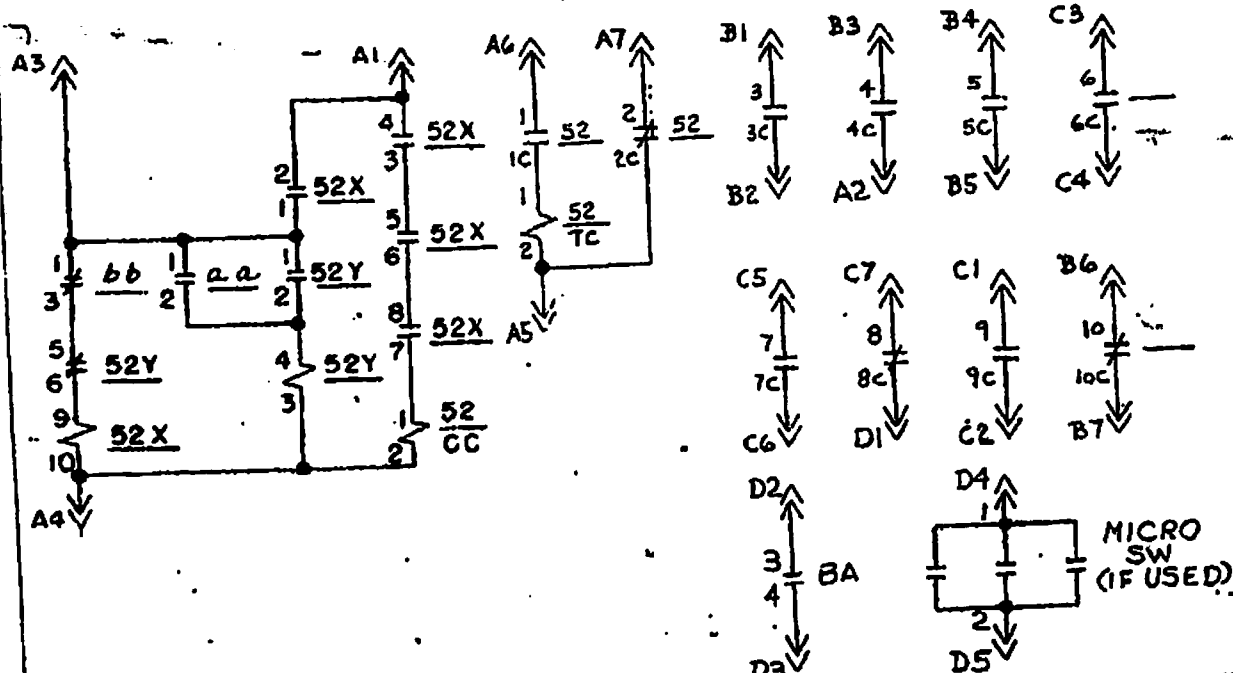 A3
A1
A6
A7
B1
B3
B4
C3
4
52X
3
2
52X
1
1
bb
3
1
aa
2
1
52Y
2
5
52X
6
5
52Y
6
4
52Y
3
8
52X
7
9
52X
10
1
52
CC
2
A4
1
52
1C
1
52
TC
2
A5
2
52
2C
3
3C
B2
4
4C
A2
5
5C
B5
6
6C
C4
C5
7
7C
C6
C7
8
8C
D1
C1
9
9C
C2
B6
10
10C
B7
D2
3
BA
4
D3
D4
1
MICRO
SW
(IF USED)
2
D5